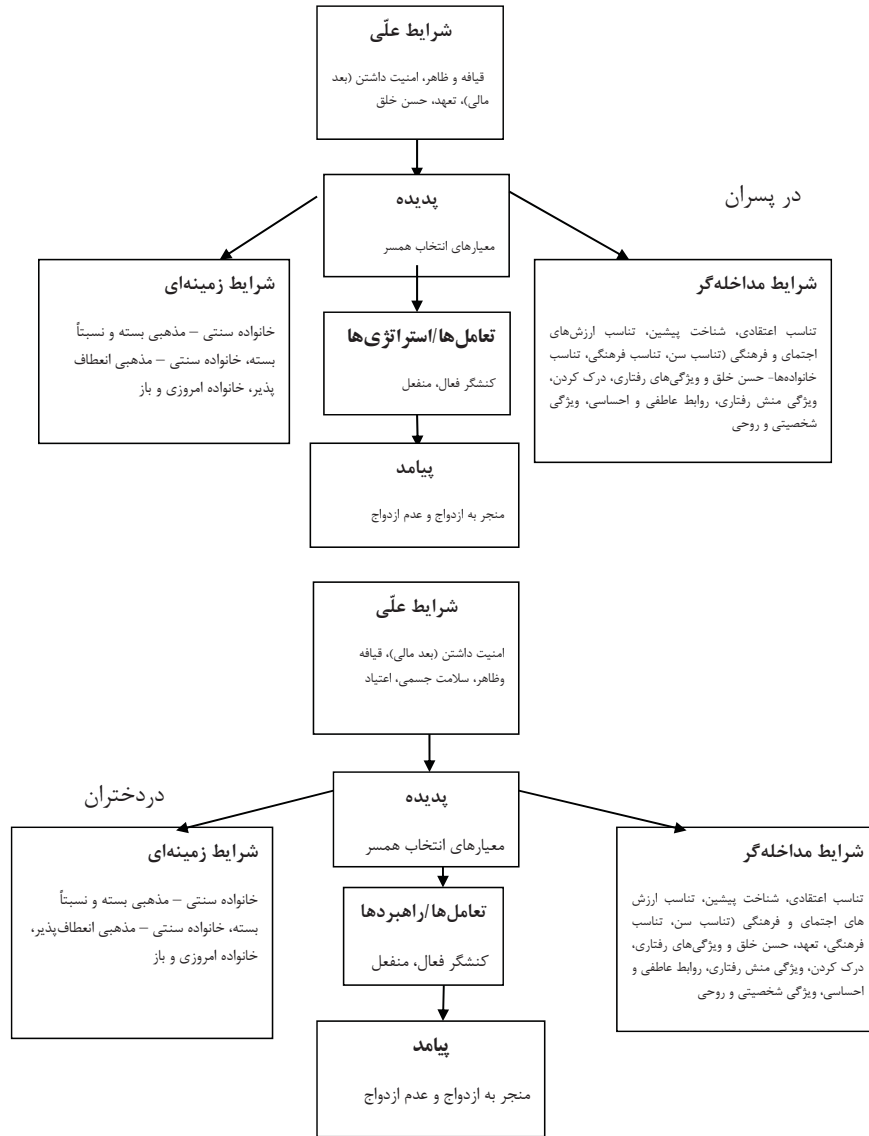 شرایط علّی
قیافه و ظاهر، امنیت داشتن (بعد
مالی)، تعهد، حسن خلق
در پسران
پدیده
معیارهای انتخاب همسر
شرایط مداخله‌گر
تناسب اعتقادی، شناخت پیشین، تناسب ارزش‌های
اجتمای و فرهنگی (تناسب سن، تناسب فرهنگی، تناسب
خانواده‌ها- حسن خلق و ویژگی‌های رفتاری، درک کردن،
ویژگی منش رفتاری، روابط عاطفی و احساسی، ویژگی
شخصیتی و روحی
شرایط زمینه‌ای
خانواده سنتی – مذهبی بسته و نسبتاً
بسته، خانواده سنتی – مذهبی انعطاف
پذیر، خانواده امروزی و باز
تعامل‌ها/استراتژی‌ها
کنشگر فعال، منفعل
پیامد
منجر به ازدواج و عدم ازدواج
شرایط علّی
امنیت داشتن (بعد مالی)، قیافه
وظاهر، سلامت جسمی، اعتیاد
دردختران
پدیده
معیارهای انتخاب همسر
شرایط مداخله‌گر
تناسب اعتقادی، شناخت پیشین، تناسب ارزش
های اجتمای و فرهنگی (تناسب سن، تناسب
فرهنگی، تعهد، حسن خلق و ویژگی‌های رفتاری،
درک کردن، ویژگی منش رفتاری، روابط عاطفی و
احساسی، ویژگی شخصیتی و روحی
شرایط زمینه‌ای
خانواده سنتی – مذهبی بسته و نسبتاً
بسته، خانواده سنتی – مذهبی انعطاف‌پذیر،
خانواده امروزی و باز
تعامل‌ها/راهبردها
کنشگر فعال، منفعل
پیامد
منجر به ازدواج و عدم ازدواج